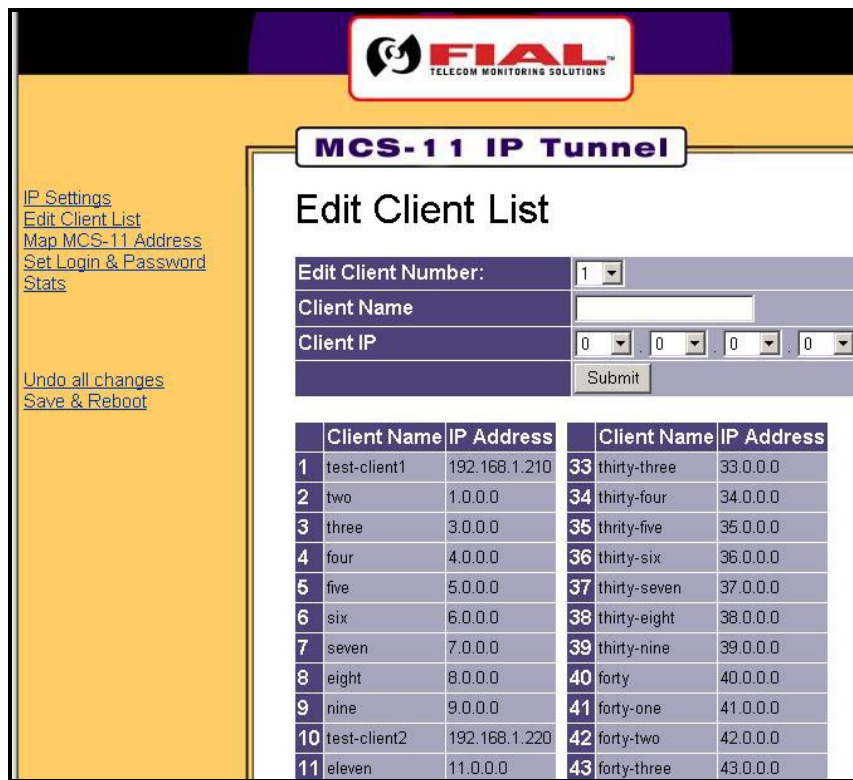 FIAL™
TELECOM MONITORING SOLUTIONS
MCS-11 IP Tunnel
IP Settings
Edit Client List
Map MCS-11 Address
Set Login & Password
Stats
Undo all changes
Save & Reboot
Edit Client List
Edit Client Number: 1
Client Name
Client IP 0 . 0 . 0 . 0
Submit
Client Name IP Address
1 test-client1 192.168.1.210
2 two 1.0.0.0
3 three 3.0.0.0
4 four 4.0.0.0
5 five 5.0.0.0
6 six 6.0.0.0
7 seven 7.0.0.0
8 eight 8.0.0.0
9 nine 9.0.0.0
10 test-client2 192.168.1.220
11 eleven 11.0.0.0
Client Name IP Address
33 thirty-three 33.0.0.0
34 thirty-four 34.0.0.0
35 thrity-five 35.0.0.0
36 thirty-six 36.0.0.0
37 thirty-seven 37.0.0.0
38 thirty-eight 38.0.0.0
39 thirty-nine 39.0.0.0
40 forty 40.0.0.0
41 forty-one 41.0.0.0
42 forty-two 42.0.0.0
43 forty-three 43.0.0.0